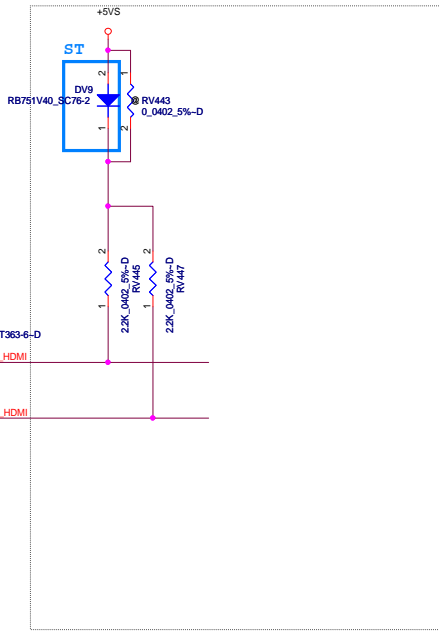 +5VS
ST
2
1
DV9
RB751V40_SC76-2
@ RV443
0_0402_5%~D
1
2
2
2
2.2K_0402_5%~D
RV445
2.2K_0402_5%~D
RV447
1
1
T363-6~D
_HDMI
_HDMI